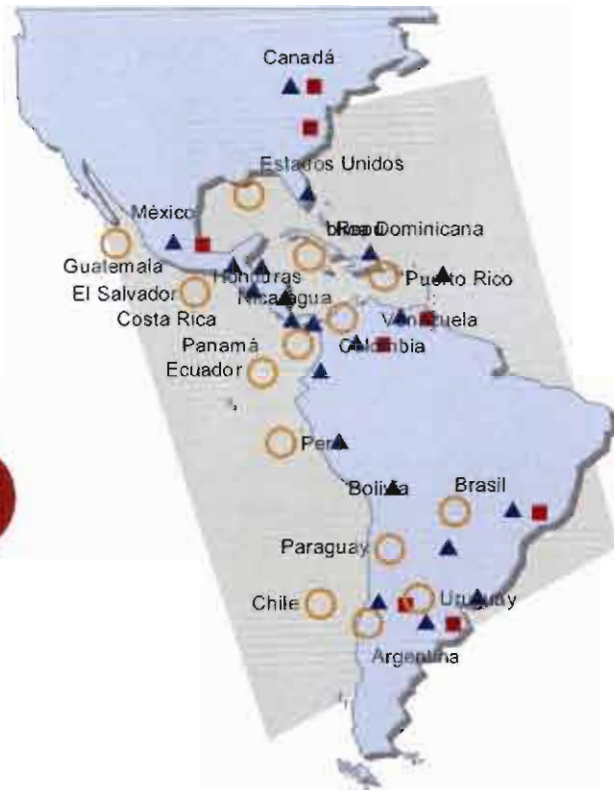 Canadá
Estados Unidos
México
Dominicana
Guatemala
Honduras
Puerto Rico
El Salvador
Nicaragua
Costa Rica
Venezuela
Panamá
Colombia
Ecuador
Perú
Bolivia
Brasil
Paraguay
Chile
Uruguay
Argentina